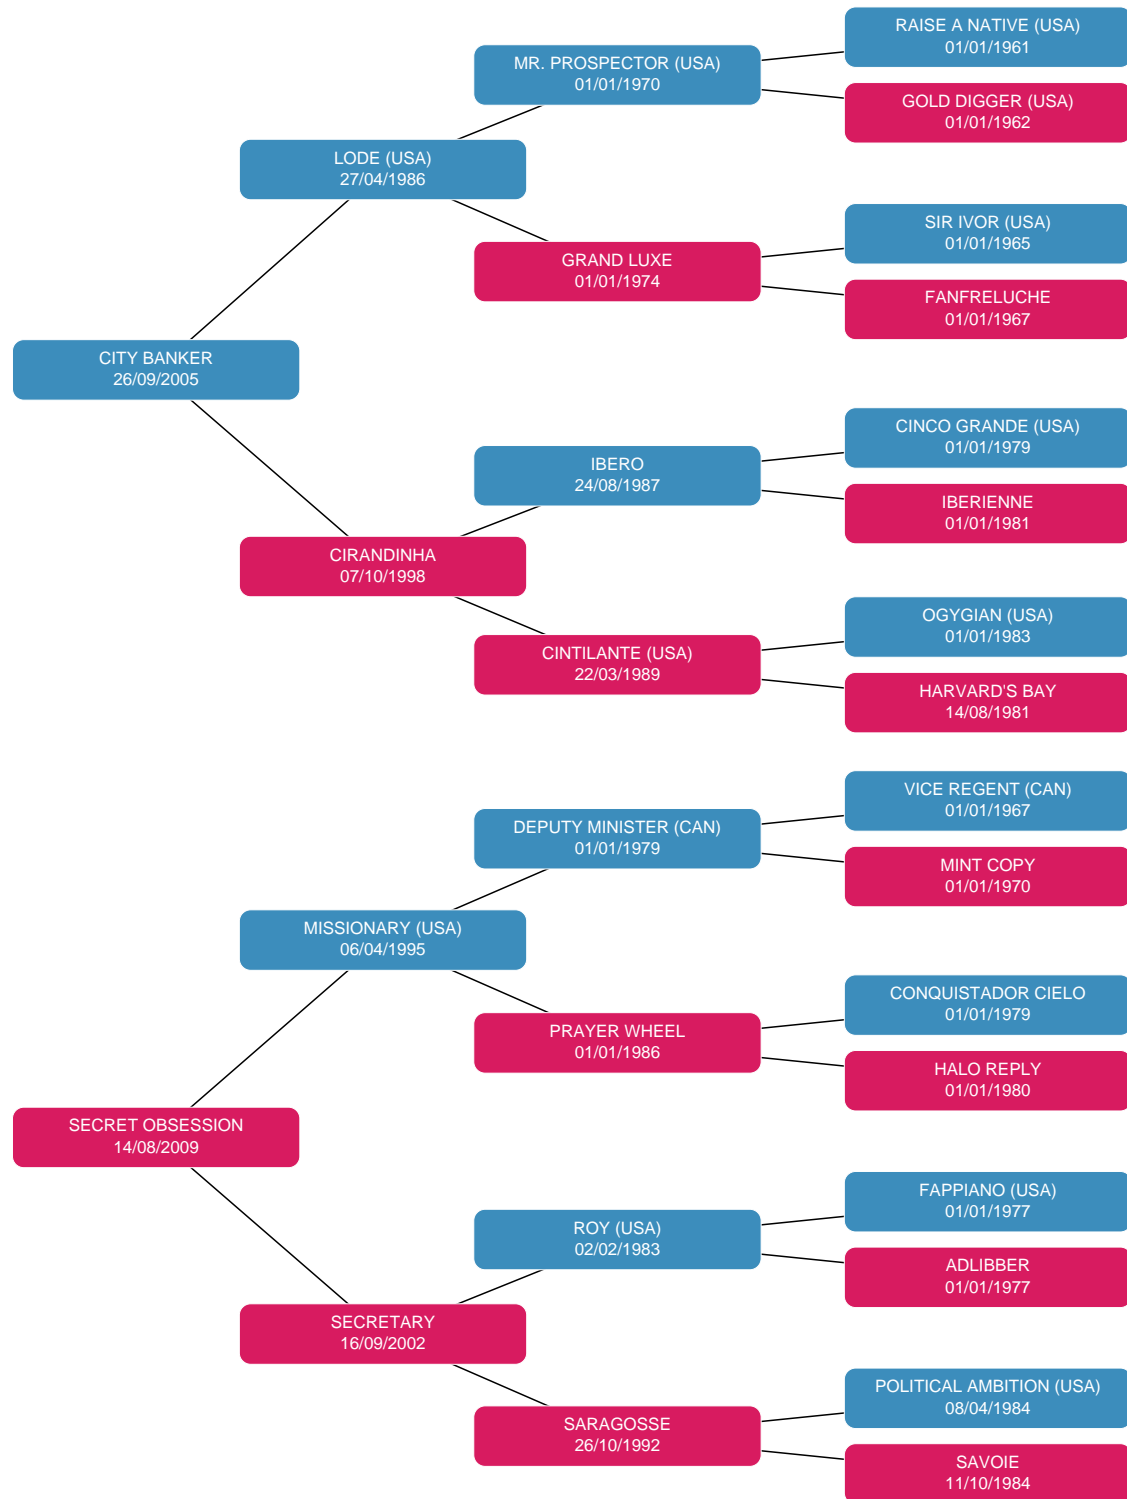 RAISE A NATIVE (USA)
01/01/1961
MR. PROSPECTOR (USA)
01/01/1970
GOLD DIGGER (USA)
01/01/1962
LODE (USA)
27/04/1986
SIR IVOR (USA)
01/01/1965
GRAND LUXE
01/01/1974
FANFRELUCHE
01/01/1967
CITY BANKER
26/09/2005
CINCO GRANDE (USA)
01/01/1979
IBERO
24/08/1987
IBERIENNE
01/01/1981
CIRANDINHA
07/10/1998
OGYGIAN (USA)
01/01/1983
CINTILANTE (USA)
22/03/1989
HARVARD'S BAY
14/08/1981
VICE REGENT (CAN)
01/01/1967
DEPUTY MINISTER (CAN)
01/01/1979
MINT COPY
01/01/1970
MISSIONARY (USA)
06/04/1995
CONQUISTADOR CIELO
01/01/1979
PRAYER WHEEL
01/01/1986
HALO REPLY
01/01/1980
SECRET OBSESSION
14/08/2009
FAPPIANO (USA)
01/01/1977
ROY (USA)
02/02/1983
ADLIBBER
01/01/1977
SECRETARY
16/09/2002
POLITICAL AMBITION (USA)
08/04/1984
SARAGOSSE
26/10/1992
SAVOIE
11/10/1984